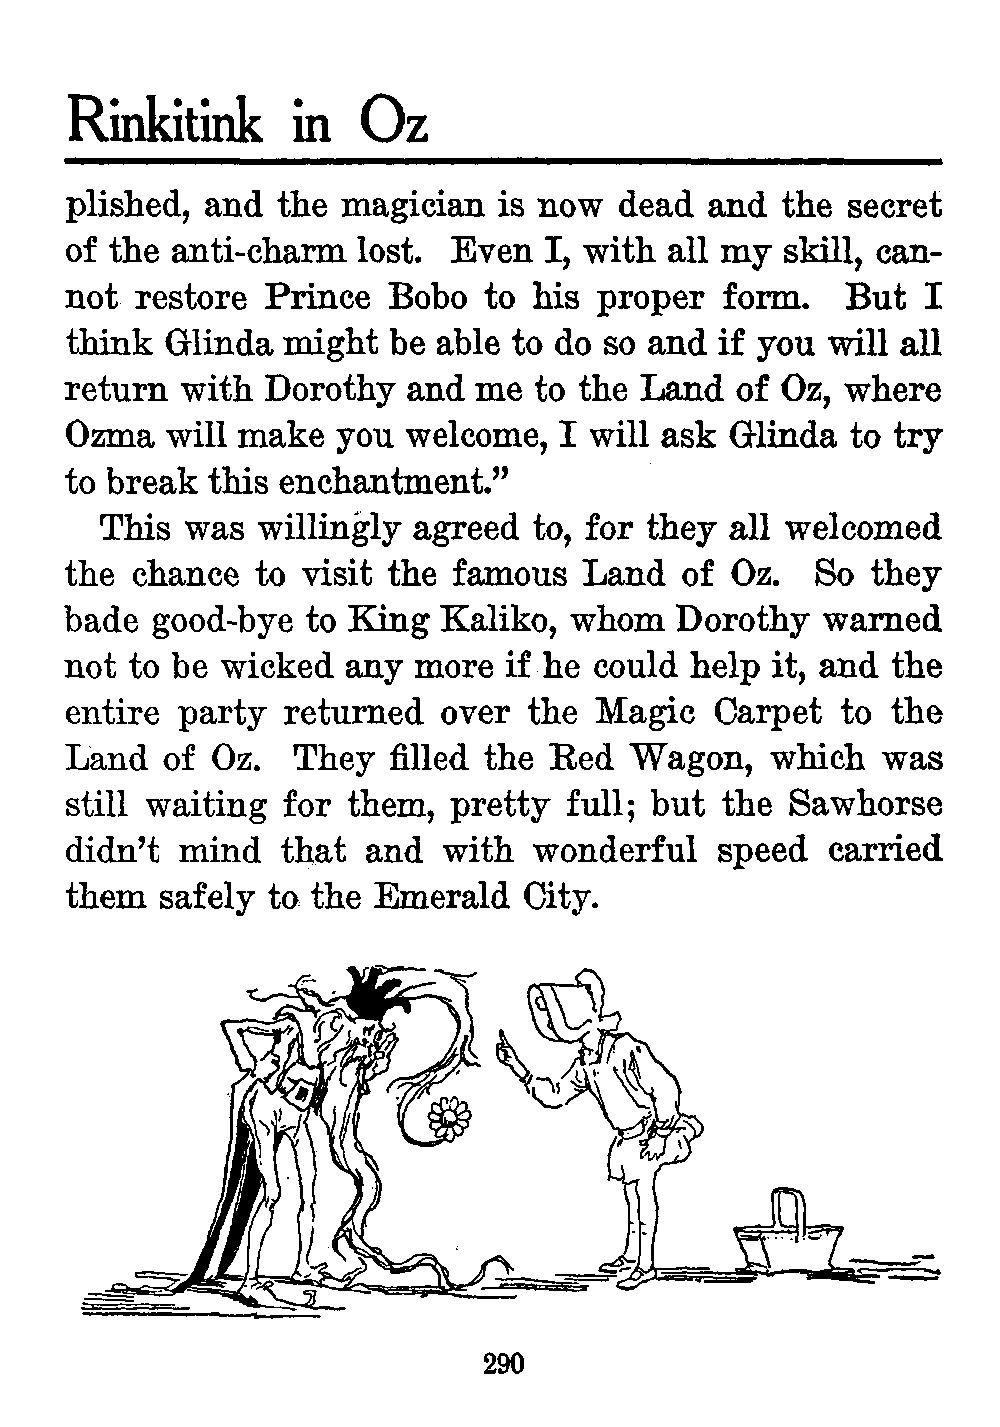 Rinkitink in Oz
plished, and the magician is now dead and the secret
of the anti-charm lost. Even I, with all my skill, can-
not restore Prince Bobo to his proper form. But I
think Glinda might be able to do so and if you will all
return with Dorothy and me to the Land of Oz, where
Ozma will make you welcome, I will ask Glinda to try
to break this enchantment.”
This was willingly agreed to, for they all welcomed
the chance to visit the famous Land of Oz. So they
bade good-bye to King Kaliko, whom Dorothy warned
not to be wicked any more if he could help it, and the
entire party returned over the Magic Carpet to the
Land of Oz. They filled the Red Wagon, which was
still waiting for them, pretty full; but the Sawhorse
didn’t mind that and with wonderful speed carried
them safely to the Emerald City.
290